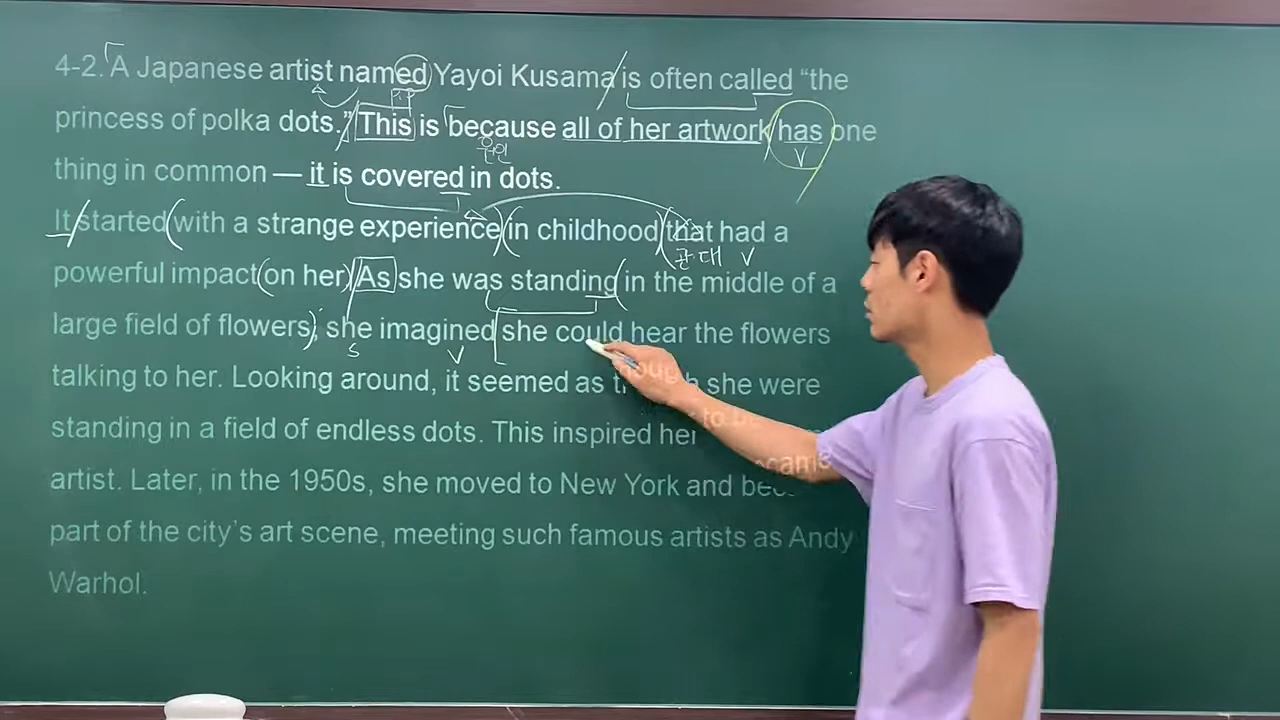 4-2. A Japanese artist named Yayoi Kusama is often called “the
princess of polka dots.” This is because all of her artwork has one
원인
V
thing in common — it is covered in dots.
It started with a strange experience in childhood that had a
관대
V
powerful impact on her. As she was standing in the middle of a
large field of flowers, she imagined she could hear the flowers
S
V
talking to her. Looking around, it seemed as though she were
standing in a field of endless dots. This inspired her to
artist. Later, in the 1950s, she moved to New York and became
part of the city’s art scene, meeting such famous artists as Andy
Warhol.